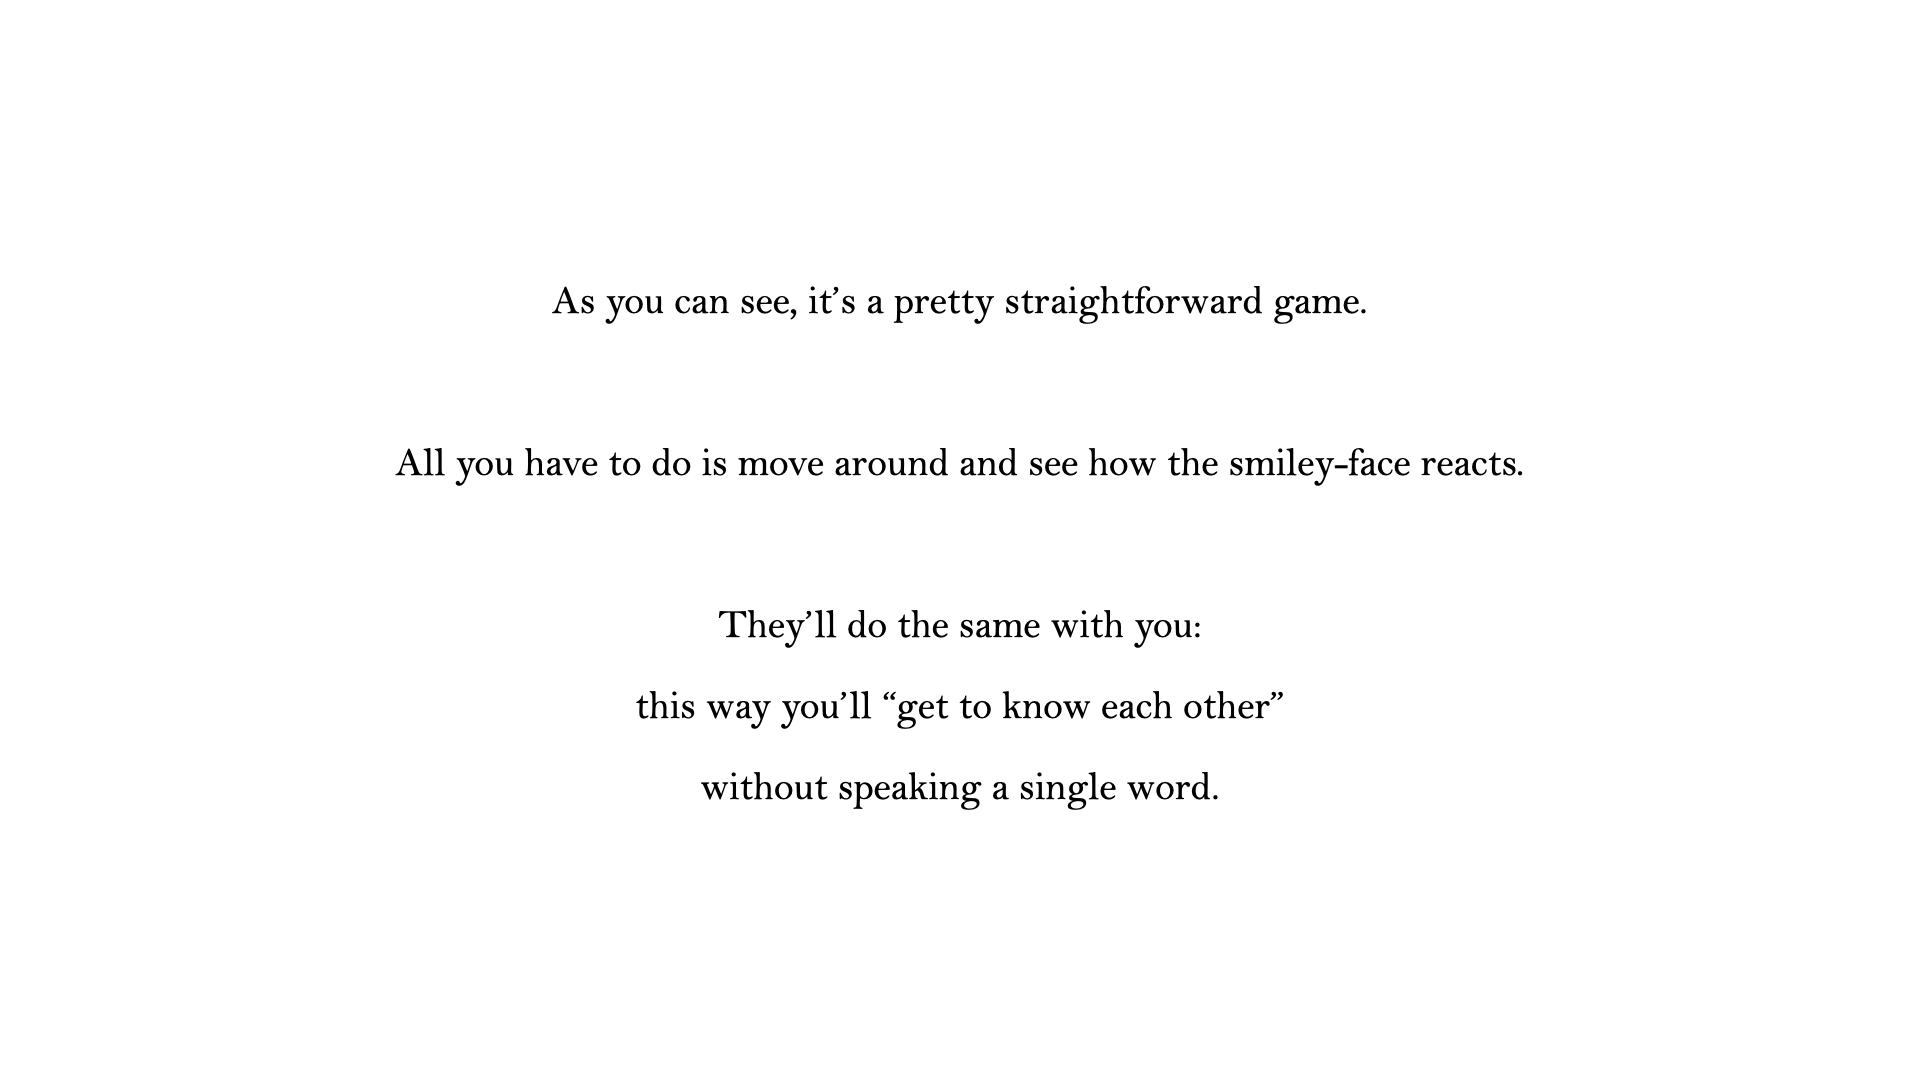 As you can see, it’s a pretty straightforward game.
All you have to do is move around and see how the smiley-face reacts.
They’ll do the same with you:
this way you’ll “get to know each other”
without speaking a single word.